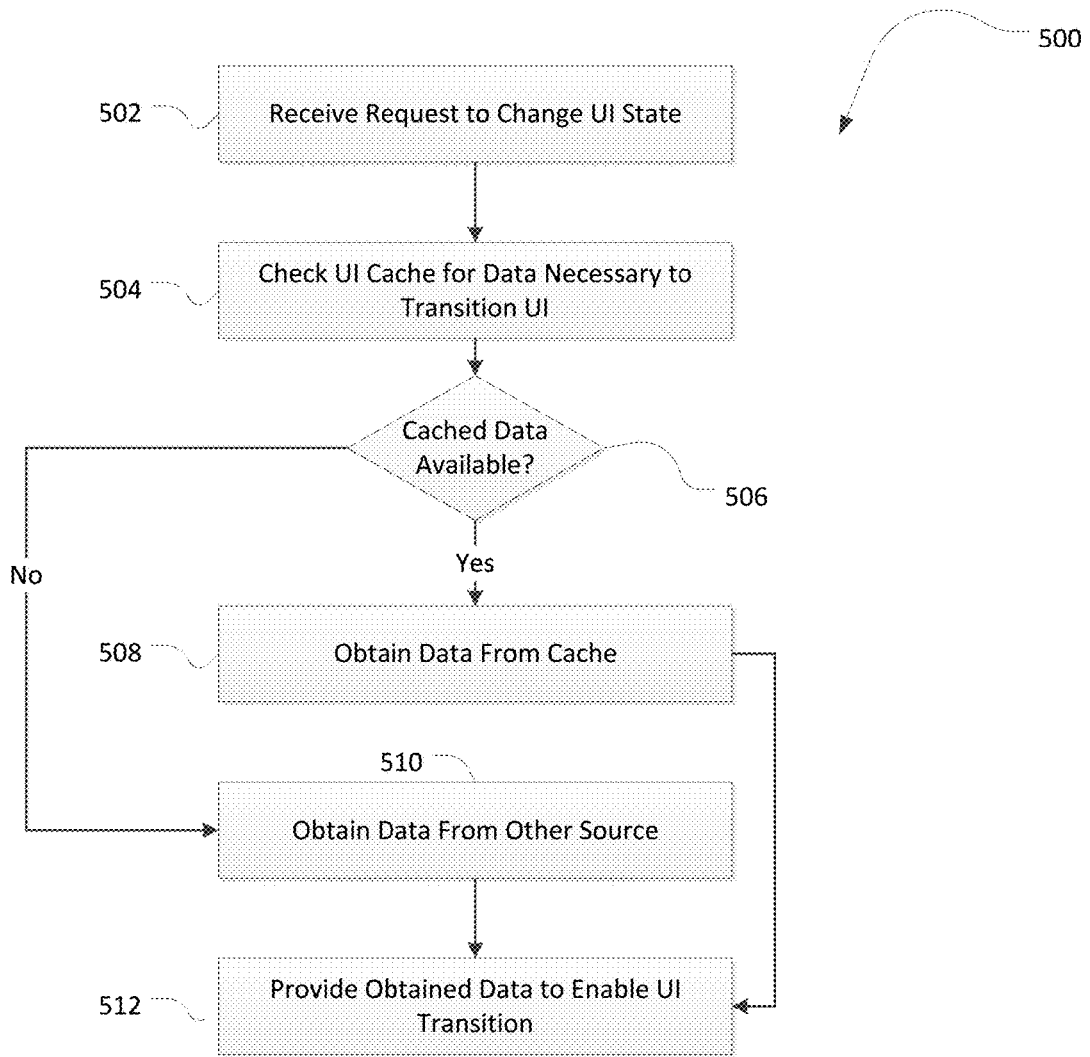 500
502
Receive Request to Change UI State
504
Check UI Cache for Data Necessary to
Transition UI
Cached Data
Available?
506
Yes
No
508
Obtain Data From Cache
510
Obtain Data From Other Source
512
Provide Obtained Data to Enable UI
Transition